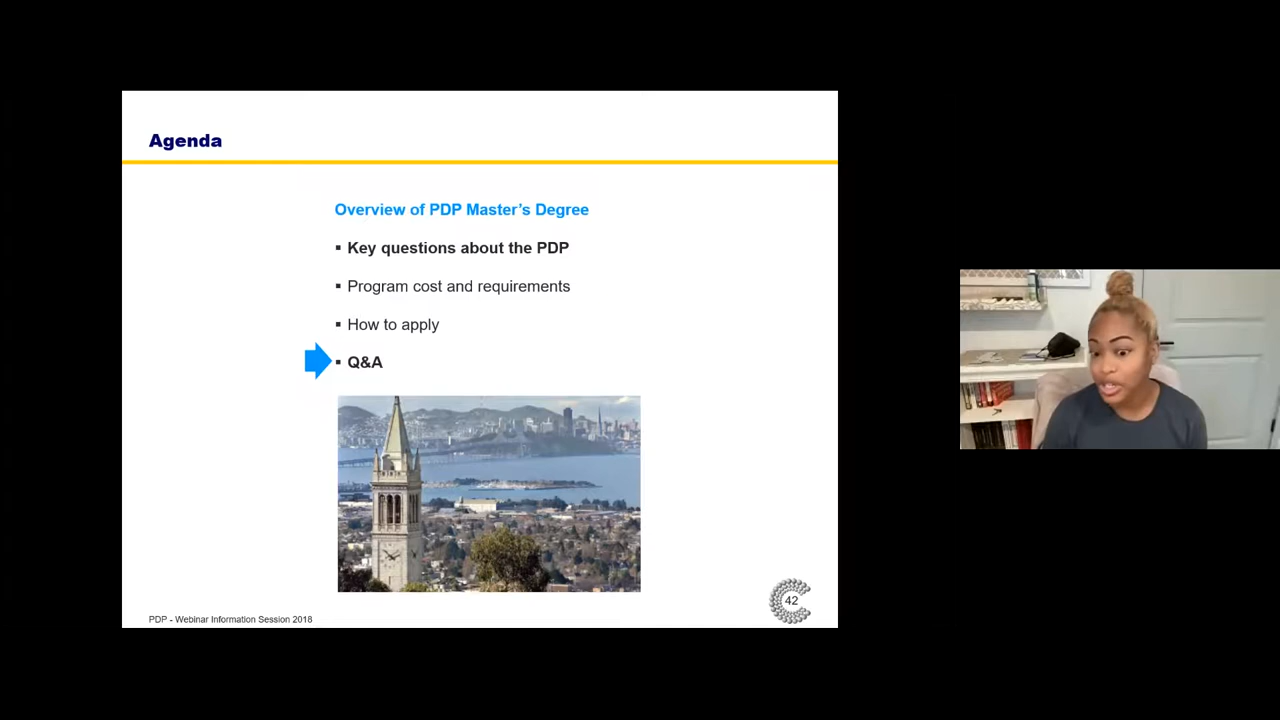 Agenda
Overview of PDP Master's Degree
▪ Key questions about the PDP
▪ Program cost and requirements
▪ How to apply
▪ Q&A
42
PDP - Webinar Information Session 2018